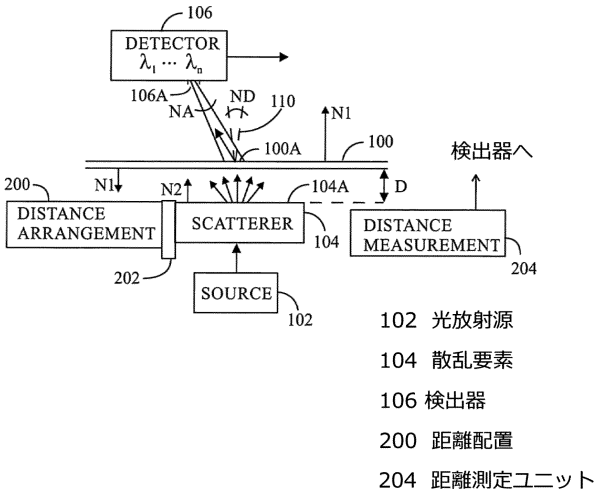 106
DETECTOR
λ1 ··· λn
106A
NA
ND
110
N1
100
100A
検出器へ
200
N1
N2
104A
D
DISTANCE
ARRANGEMENT
SCATTERER
104
DISTANCE
MEASUREMENT
202
204
SOURCE
102
102 光放射源
104 散乱要素
106 検出器
200 距離配置
204 距離測定ユニット